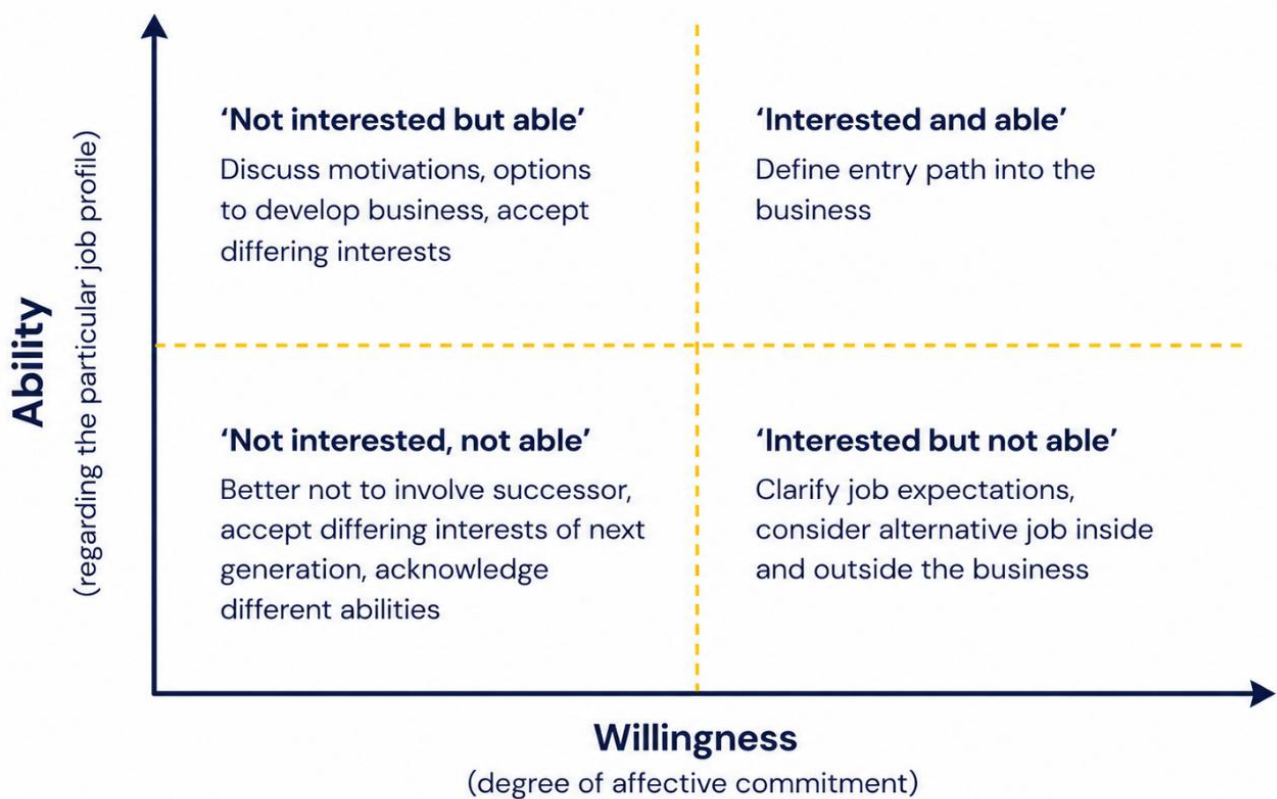 ‘Not interested but able’
Discuss motivations, options
to develop business, accept
differing interests
‘Interested and able’
Define entry path into the
business
Ability
(regarding the particular job profile)
‘Not interested, not able’
Better not to involve successor,
accept differing interests of next
generation, acknowledge
different abilities
‘Interested but not able’
Clarify job expectations,
consider alternative job inside
and outside the business
Willingness
(degree of affective commitment)